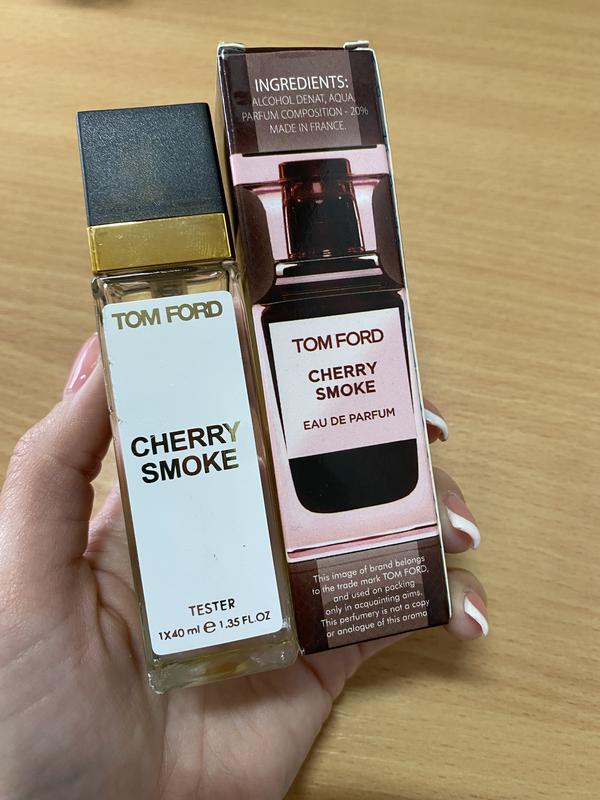 TOM FORD
CHERRY
SMOKE
TESTER
1X40 ml e 1.35 FL.OZ
INGREDIENTS:
ALCOHOL DENAT, AQUA,
PARFUM COMPOSITION - 20%
MADE IN FRANCE.
TOM FORD
CHERRY
SMOKE
EAU DE PARFUM
This image of brand belongs
to the trade mark TOM FORD,
and used on packing
only in acquainting aims.
This perfumery is not a copy
or analogue of this aroma